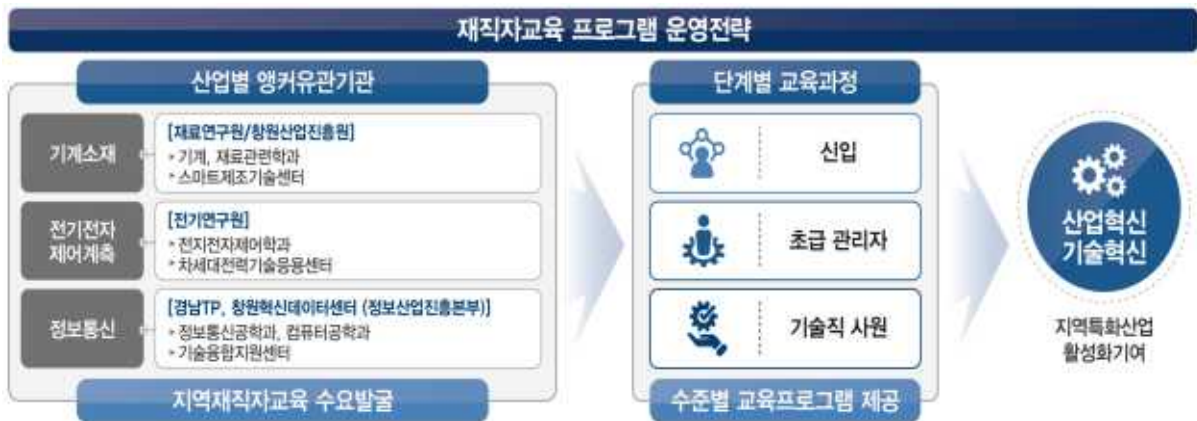 재직자교육 프로그램 운영전략
산업별 앵커유관기관
기계소재
[재료연구원/창원산업진흥원]
* 기계, 재료관련학과
* 스마트제조기술센터
전기전자
제어계측
[전기연구원]
* 전지전자제어학과
* 차세대전력기술응용센터
정보통신
[경남TP, 창원혁신데이터센터 (정보산업진흥본부)]
* 정보통신공학과, 컴퓨터공학과
* 기술융합지원센터
지역재직자교육 수요발굴
단계별 교육과정
신입
초급 관리자
기술직 사원
수준별 교육프로그램 제공
산업혁신
기술혁신
지역특화산업
활성화기여